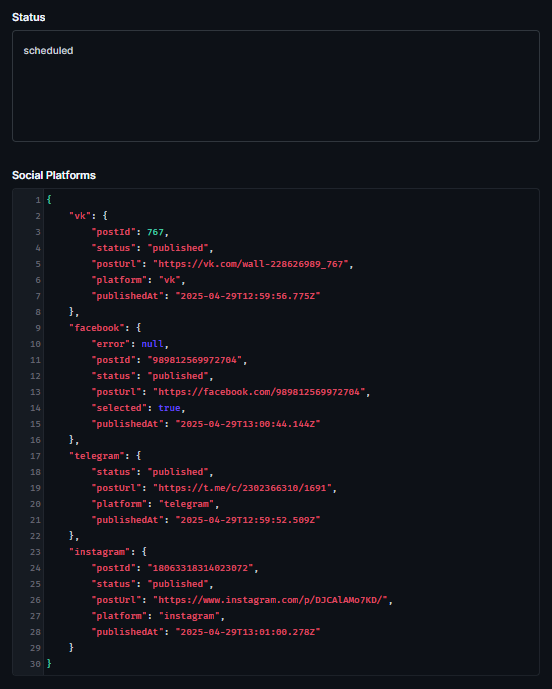 Status
scheduled
Social Platforms
1 {
2     "vk": {
3         "postId": 767,
4         "status": "published",
5         "postUrl": "https://vk.com/wall-228626989_767",
6         "platform": "vk",
7         "publishedAt": "2025-04-29T12:59:56.775Z"
8     },
9     "facebook": {
10         "error": null,
11         "postId": "989812569972704",
12         "status": "published",
13         "postUrl": "https://facebook.com/989812569972704",
14         "selected": true,
15         "publishedAt": "2025-04-29T13:00:44.144Z"
16     },
17     "telegram": {
18         "status": "published",
19         "postUrl": "https://t.me/c/2302366310/1691",
20         "platform": "telegram",
21         "publishedAt": "2025-04-29T12:59:52.509Z"
22     },
23     "instagram": {
24         "postId": "18063318314023072",
25         "status": "published",
26         "postUrl": "https://www.instagram.com/p/DJCAlAMo7KD/",
27         "platform": "instagram",
28         "publishedAt": "2025-04-29T13:01:00.278Z"
29     }
30 }